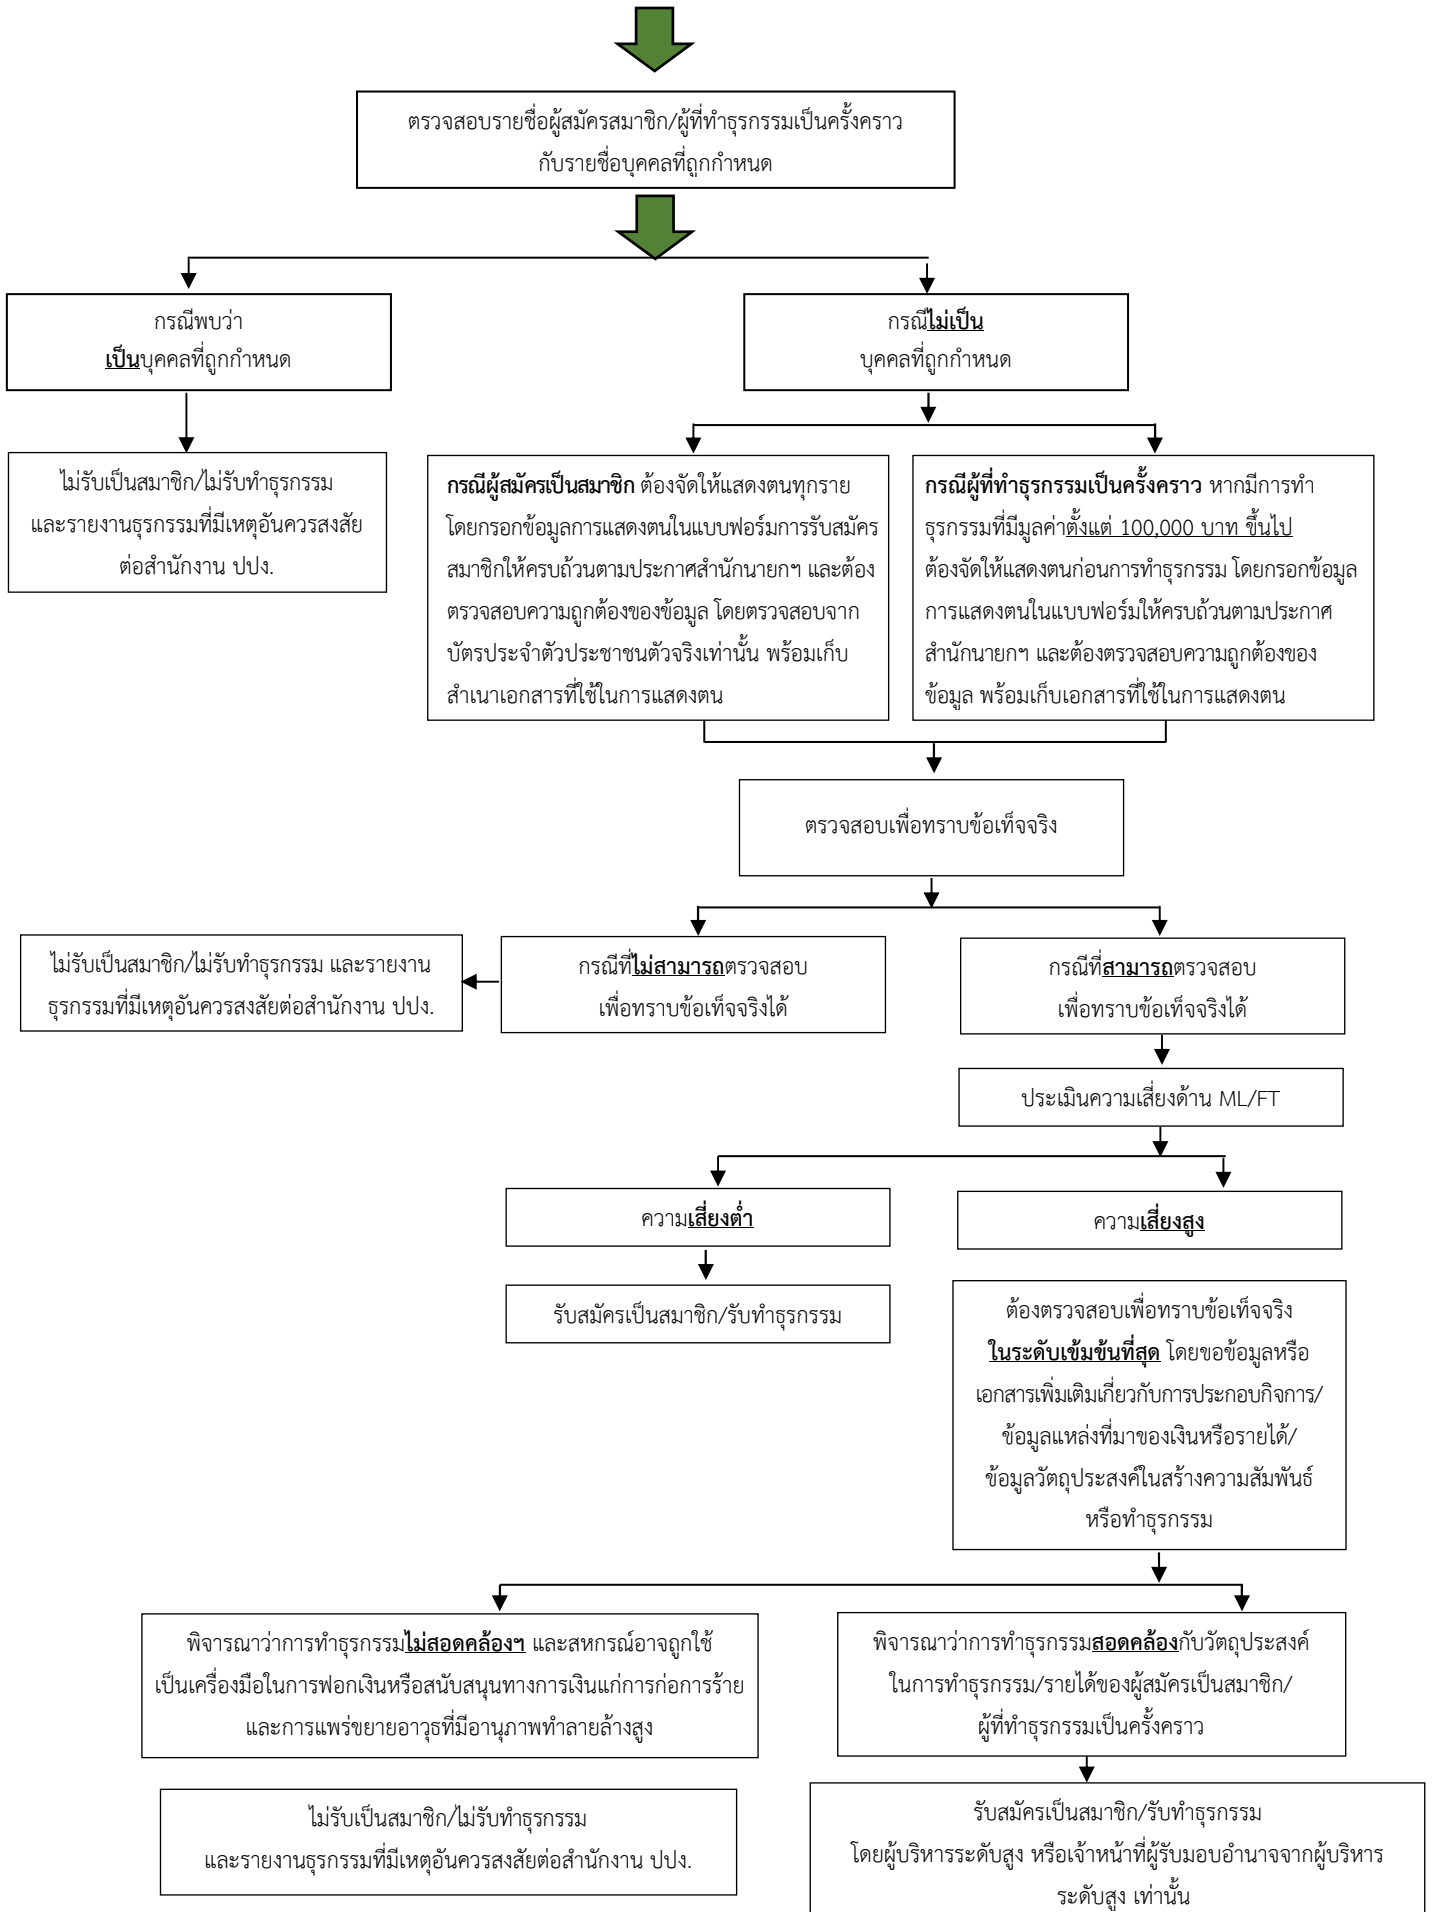 ตรวจสอบรายชื่อผู้สมัครสมาชิก/ผู้ที่ทำธุรกรรมเป็นครั้งคราว
กับรายชื่อบุคคลที่ถูกกำหนด
กรณีพบว่า
เป็นบุคคลที่ถูกกำหนด
กรณีไม่เป็น
บุคคลที่ถูกกำหนด
ไม่รับเป็นสมาชิก/ไม่รับทำธุรกรรม
และรายงานธุรกรรมที่มีเหตุอันควรสงสัย
ต่อสำนักงาน ปปง.
กรณีผู้สมัครเป็นสมาชิก ต้องจัดให้แสดงตนทุกราย
โดยกรอกข้อมูลการแสดงตนในแบบฟอร์มการรับสมัคร
สมาชิกให้ครบถ้วนตามประกาศสำนักนายกฯ และต้อง
ตรวจสอบความถูกต้องของข้อมูล โดยตรวจสอบจาก
บัตรประจำตัวประชาชนตัวจริงเท่านั้น พร้อมเก็บ
สำเนาเอกสารที่ใช้ในการแสดงตน
กรณีผู้ที่ทำธุรกรรมเป็นครั้งคราว หากมีการทำ
ธุรกรรมที่มีมูลค่าตั้งแต่ 100,000 บาท ขึ้นไป
ต้องจัดให้แสดงตนก่อนการทำธุรกรรม โดยกรอกข้อมูล
การแสดงตนในแบบฟอร์มให้ครบถ้วนตามประกาศ
สำนักนายกฯ และต้องตรวจสอบความถูกต้องของ
ข้อมูล พร้อมเก็บเอกสารที่ใช้ในการแสดงตน
ตรวจสอบเพื่อทราบข้อเท็จจริง
ไม่รับเป็นสมาชิก/ไม่รับทำธุรกรรม และรายงาน
ธุรกรรมที่มีเหตุอันควรสงสัยต่อสำนักงาน ปปง.
กรณีที่ไม่สามารถตรวจสอบ
เพื่อทราบข้อเท็จจริงได้
กรณีที่สามารถตรวจสอบ
เพื่อทราบข้อเท็จจริงได้
ประเมินความเสี่ยงด้าน ML/FT
ความเสี่ยงต่ำ
ความเสี่ยงสูง
รับสมัครเป็นสมาชิก/รับทำธุรกรรม
ต้องตรวจสอบเพื่อทราบข้อเท็จจริง
ในระดับเข้มข้นที่สุด โดยขอข้อมูลหรือ
เอกสารเพิ่มเติมเกี่ยวกับการประกอบกิจการ/
ข้อมูลแหล่งที่มาของเงินหรือรายได้/
ข้อมูลวัตถุประสงค์ในสร้างความสัมพันธ์
หรือทำธุรกรรม
พิจารณาว่าการทำธุรกรรมไม่สอดคล้องฯ และสหกรณ์อาจถูกใช้
เป็นเครื่องมือในการฟอกเงินหรือสนับสนุนทางการเงินแก่การก่อการร้าย
และการแพร่ขยายอาวุธที่มีอานุภาพทำลายล้างสูง
พิจารณาว่าการทำธุรกรรมสอดคล้องกับวัตถุประสงค์
ในการทำธุรกรรม/รายได้ของผู้สมัครเป็นสมาชิก/
ผู้ที่ทำธุรกรรมเป็นครั้งคราว
ไม่รับเป็นสมาชิก/ไม่รับทำธุรกรรม
และรายงานธุรกรรมที่มีเหตุอันควรสงสัยต่อสำนักงาน ปปง.
รับสมัครเป็นสมาชิก/รับทำธุรกรรม
โดยผู้บริหารระดับสูง หรือเจ้าหน้าที่ผู้รับมอบอำนาจจากผู้บริหาร
ระดับสูง เท่านั้น